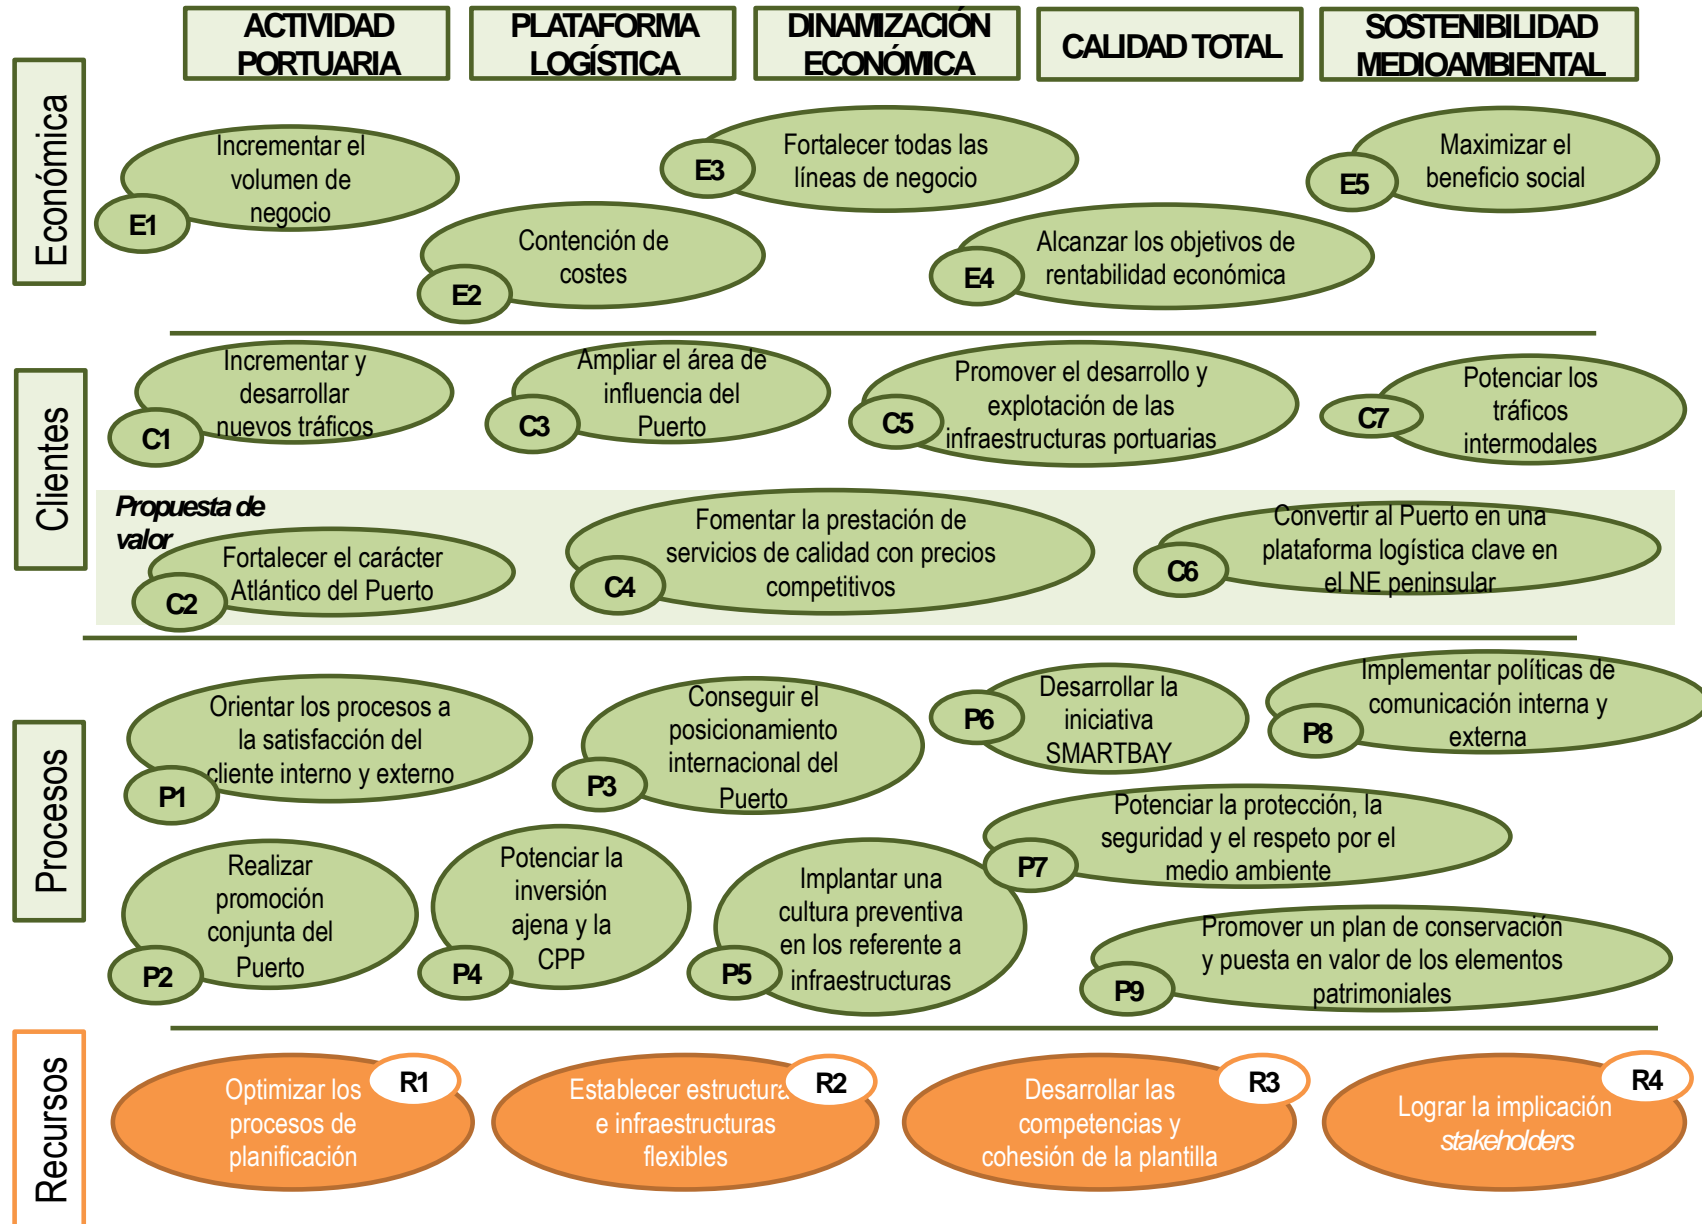 ACTIVIDAD
PORTUARIA
PLATAFORMA
LOGÍSTICA
DINAMIZACIÓN
ECONÓMICA
CALIDAD TOTAL
SOSTENIBILIDAD
MEDIOAMBIENTAL
Económica
Incrementar el
volumen de
negocio
E1
Contención de
costes
E2
Fortalecer todas las
líneas de negocio
E3
Alcanzar los objetivos de
rentabilidad económica
E4
Maximizar el
beneficio social
E5
Clientes
Incrementar y
desarrollar
nuevos tráficos
C1
Ampliar el área de
influencia del
Puerto
C3
Promover el desarrollo y
explotación de las
infraestructuras portuarias
C5
Potenciar los
tráficos
intermodales
C7
Propuesta de
valor
Fortalecer el carácter
Atlántico del Puerto
C2
Fomentar la prestación de
servicios de calidad con precios
competitivos
C4
Convertir al Puerto en una
plataforma logística clave en
el NE peninsular
C6
Procesos
Orientar los procesos a
la satisfacción del
cliente interno y externo
P1
Conseguir el
posicionamiento
internacional del
Puerto
P3
Desarrollar la
iniciativa
SMARTBAY
P6
Implementar políticas de
comunicación interna y
externa
P8
Realizar
promoción
conjunta del
Puerto
P2
Potenciar la
inversión
ajena y la
CPP
P4
Implantar una
cultura preventiva
en los referente a
infraestructuras
P5
Potenciar la protección, la
seguridad y el respeto por el
medio ambiente
P7
Promover un plan de conservación
y puesta en valor de los elementos
patrimoniales
P9
Recursos
Optimizar los
procesos de
planificación
R1
Establecer
e infraestructuras
flexibles
R2
Desarrollar las
competencias y
cohesión de la plantilla
R3
Lograr la implicación
stakeholders
R4